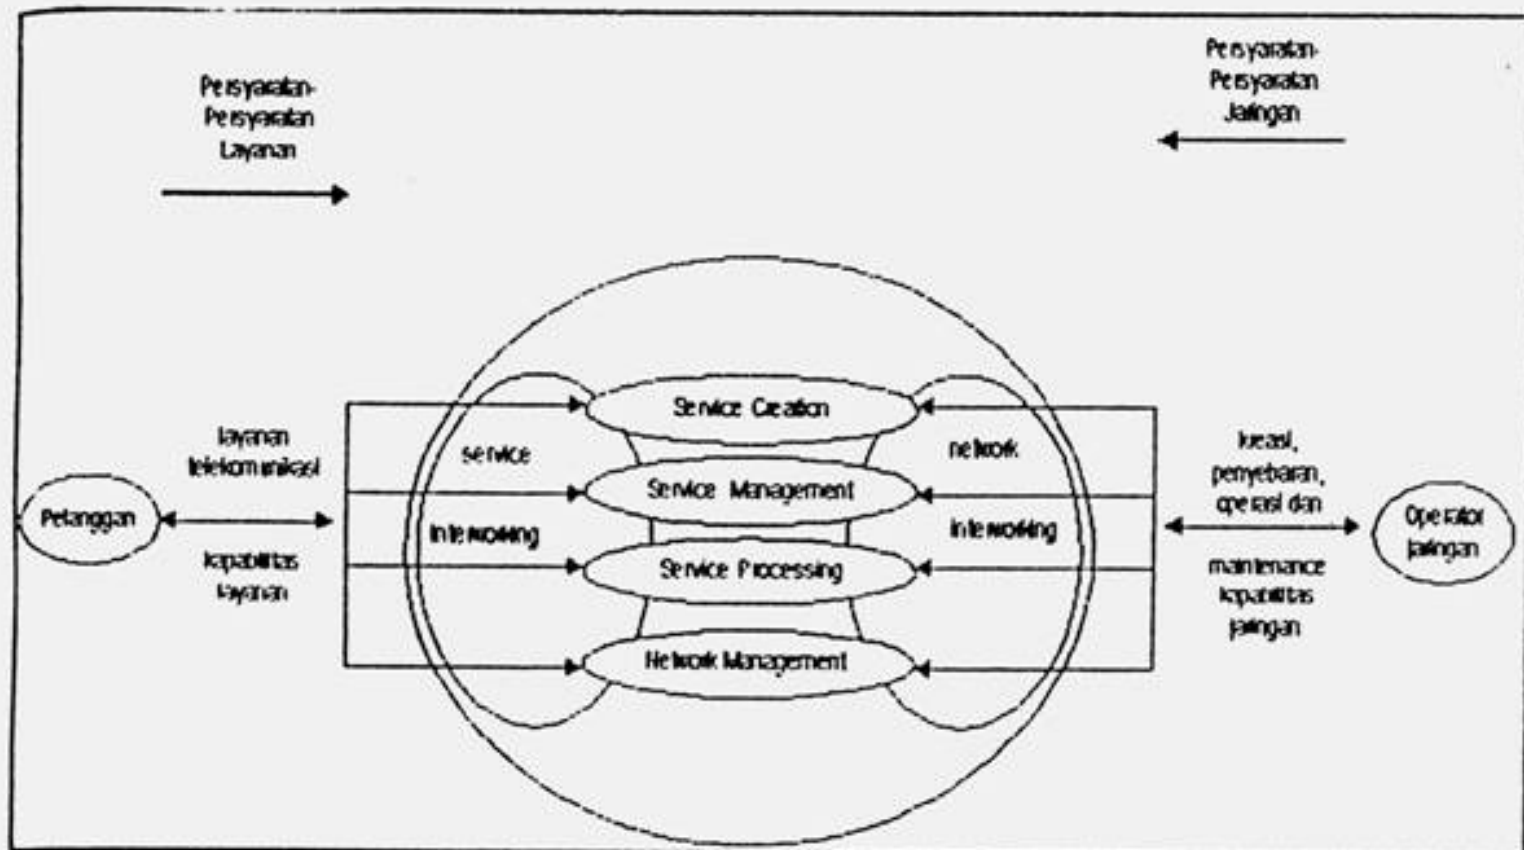 Persyaratan-
Persyaratan
Layanan
Persyaratan-
Persyaratan
Jaringan
Service Creation
service
network
layanan
telekomunikasi
kreasi,
penyebaran,
operasi dan
Service Management
Pelanggan
interworking
interworking
Operator
jaringan
kapabilitas
layanan
Service Processing
maintenance
kapabilitas
jaringan
Network Management